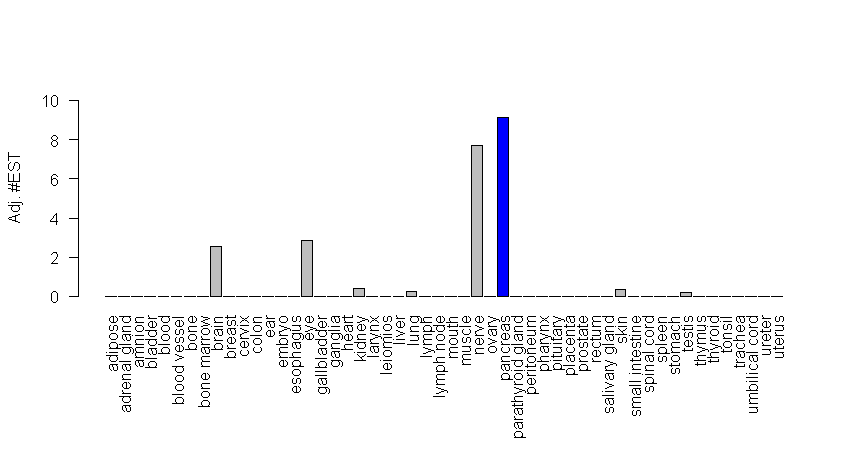 Adj. #EST
10
8
6
4
2
0
adipose
adrenal gland
amnion
bladder
blood
blood vessel
bone
bone marrow
brain
breast
cervix
colon
ear
embryo
esophagus
eye
gallbladder
ganglia
heart
kidney
larynx
leiomios
liver
lung
lymph
lymph node
mouth
muscle
nerve
ovary
pancreas
parathyroid gland
peritoneum
pharynx
pituitary
placenta
prostate
rectum
salivary gland
skin
small intestine
spinal cord
spleen
stomach
testis
thymus
thyroid
tonsil
trachea
umbilical cord
ureter
uterus